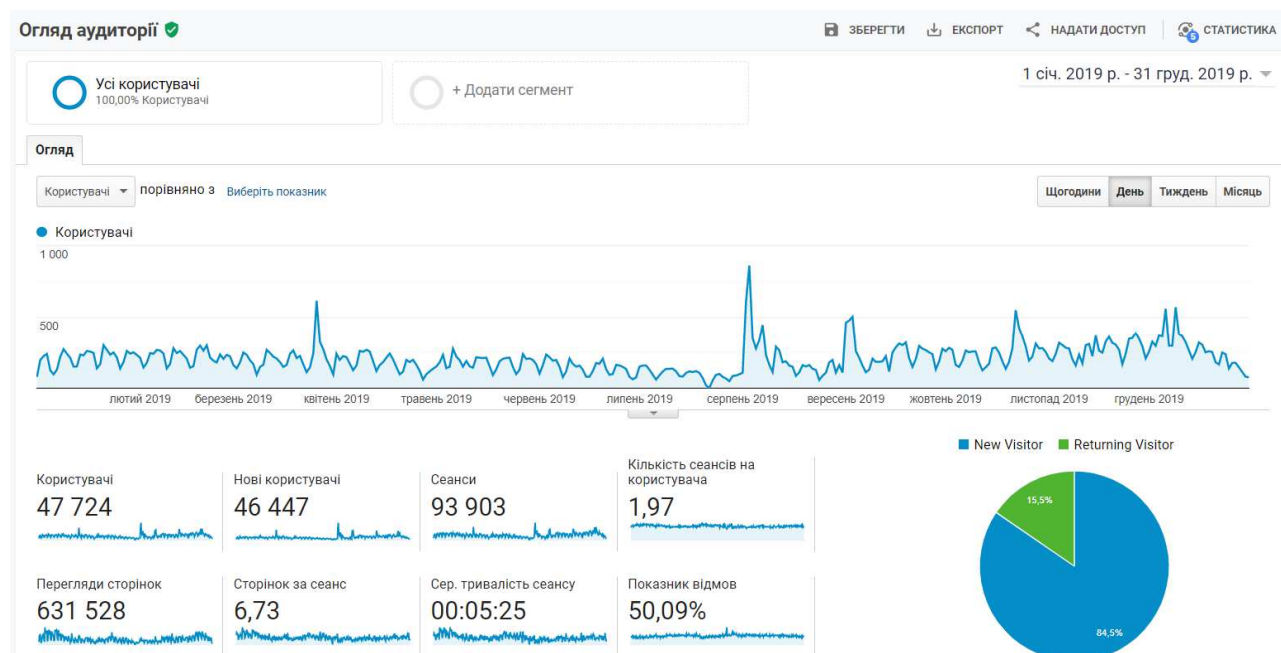 Огляд аудиторії
ЗБЕРЕГТИ ЕКСПОРТ НАДАТИ ДОСТУП 5 СТАТИСТИКА
Усі користувачі
100,00% Користувачі
+ Додати сегмент
1 січ. 2019 р. - 31 груд. 2019 р.
Огляд
Користувачі порівняно з Виберіть показник
Щогодини День Тиждень Місяць
Користувачі
1 000
500
лютий 2019 березень 2019 квітень 2019 травень 2019 червень 2019 липень 2019 серпень 2019 вересень 2019 жовтень 2019 листопад 2019 грудень 2019
New Visitor Returning Visitor
Користувачі
47 724
Нові користувачі
46 447
Сеанси
93 903
Кількість сеансів на
користувача
1,97
Перегляди сторінок
631 528
Сторінок за сеанс
6,73
Сер. тривалість сеансу
00:05:25
Показник відмов
50,09%
15,5%
84,5%